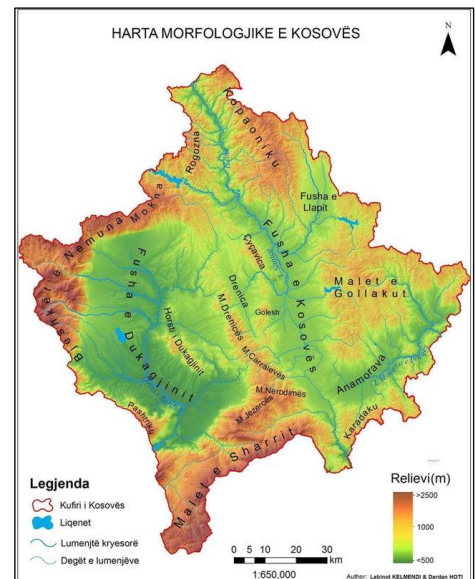 HARTA MORFOLOGJIKE E KOSOVËS
N
Kopaoniku
Rogozna
Ibri
Mokna
Fusha e
Llapit
Bjeshkët e Nemuna
Fusha e Kosovës
Çyçavica
Drenica
Fusha e Dukagjinit
Malet e
Gollakut
Golesh
M.Drenicës
Horsti i Dukagjinit
M.Carralevës
Anamorava
M.Nerodimës
M.Jezercës
Karadaku
Pashtriku
Malet e Sharrit
Legjenda
Kufiri i Kosovës
Liqenet
Lumenjtë kryesorë
Degët e lumenjëve
0 5 10 20 30
km
1:650,000
Relievi(m)
>2500
1000
<500
Author: Labinot KELMENDI & Dardan HOTI